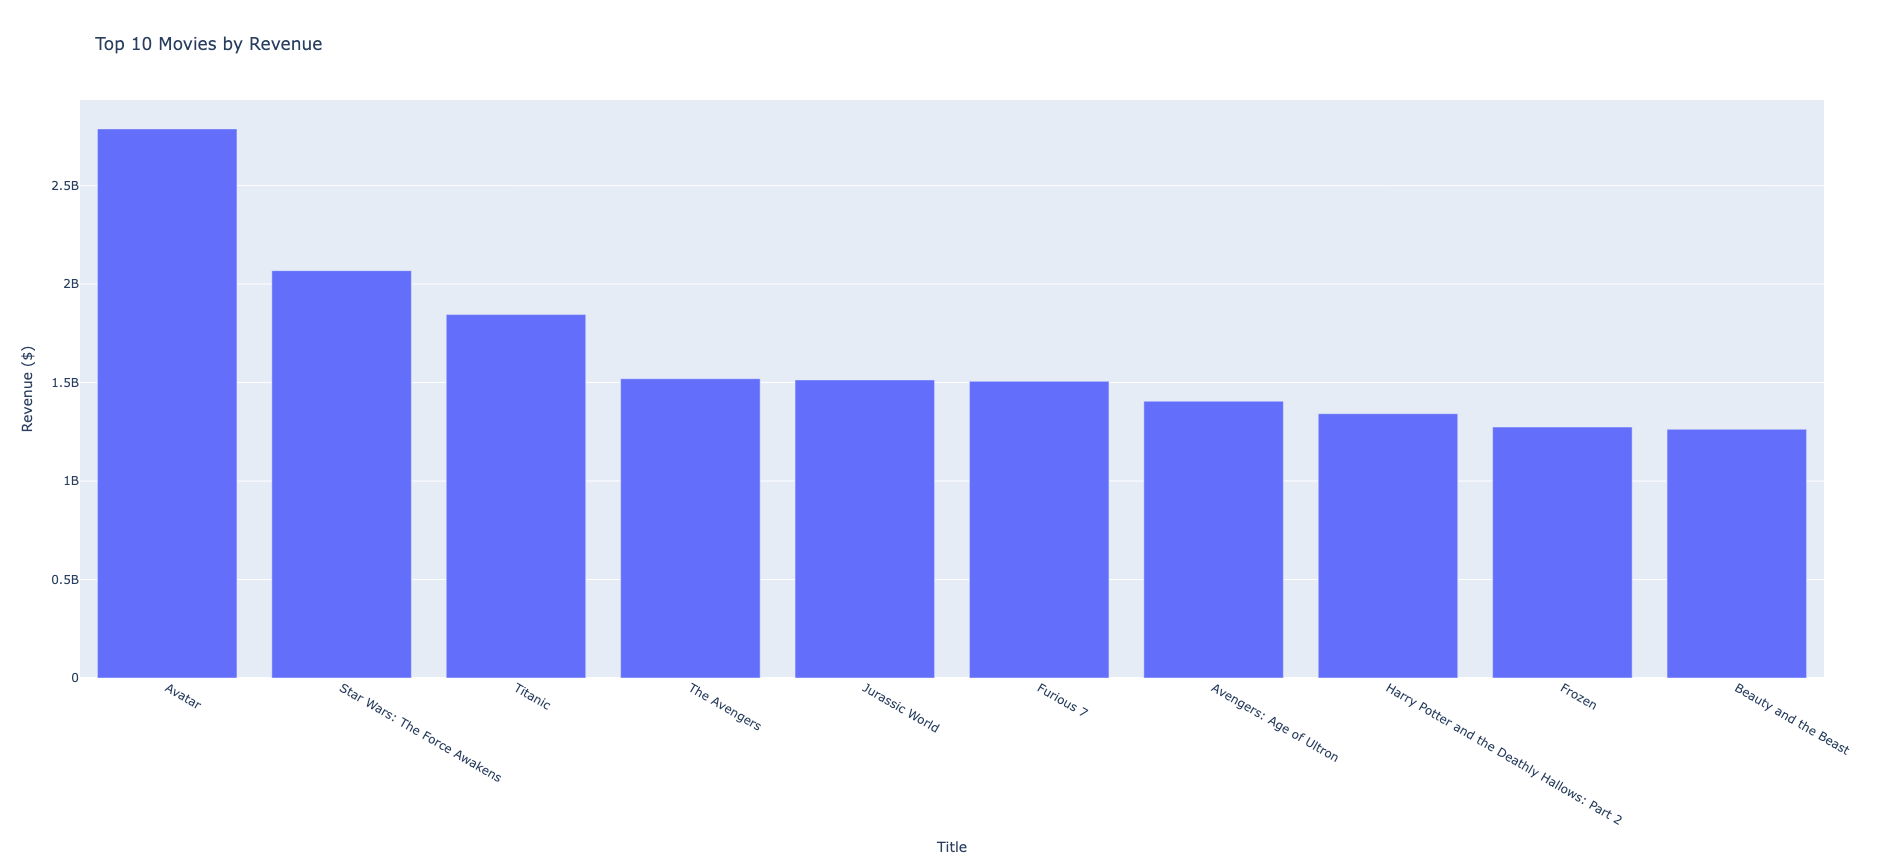 Top 10 Movies by Revenue
Revenue ($)
2.5B
2B
1.5B
1B
0.5B
0
Avatar
Star Wars: The Force Awakens
Titanic
The Avengers
Jurassic World
Furious 7
Avengers: Age of Ultron
Harry Potter and the Deathly Hallows: Part 2
Frozen
Beauty and the Beast
Title